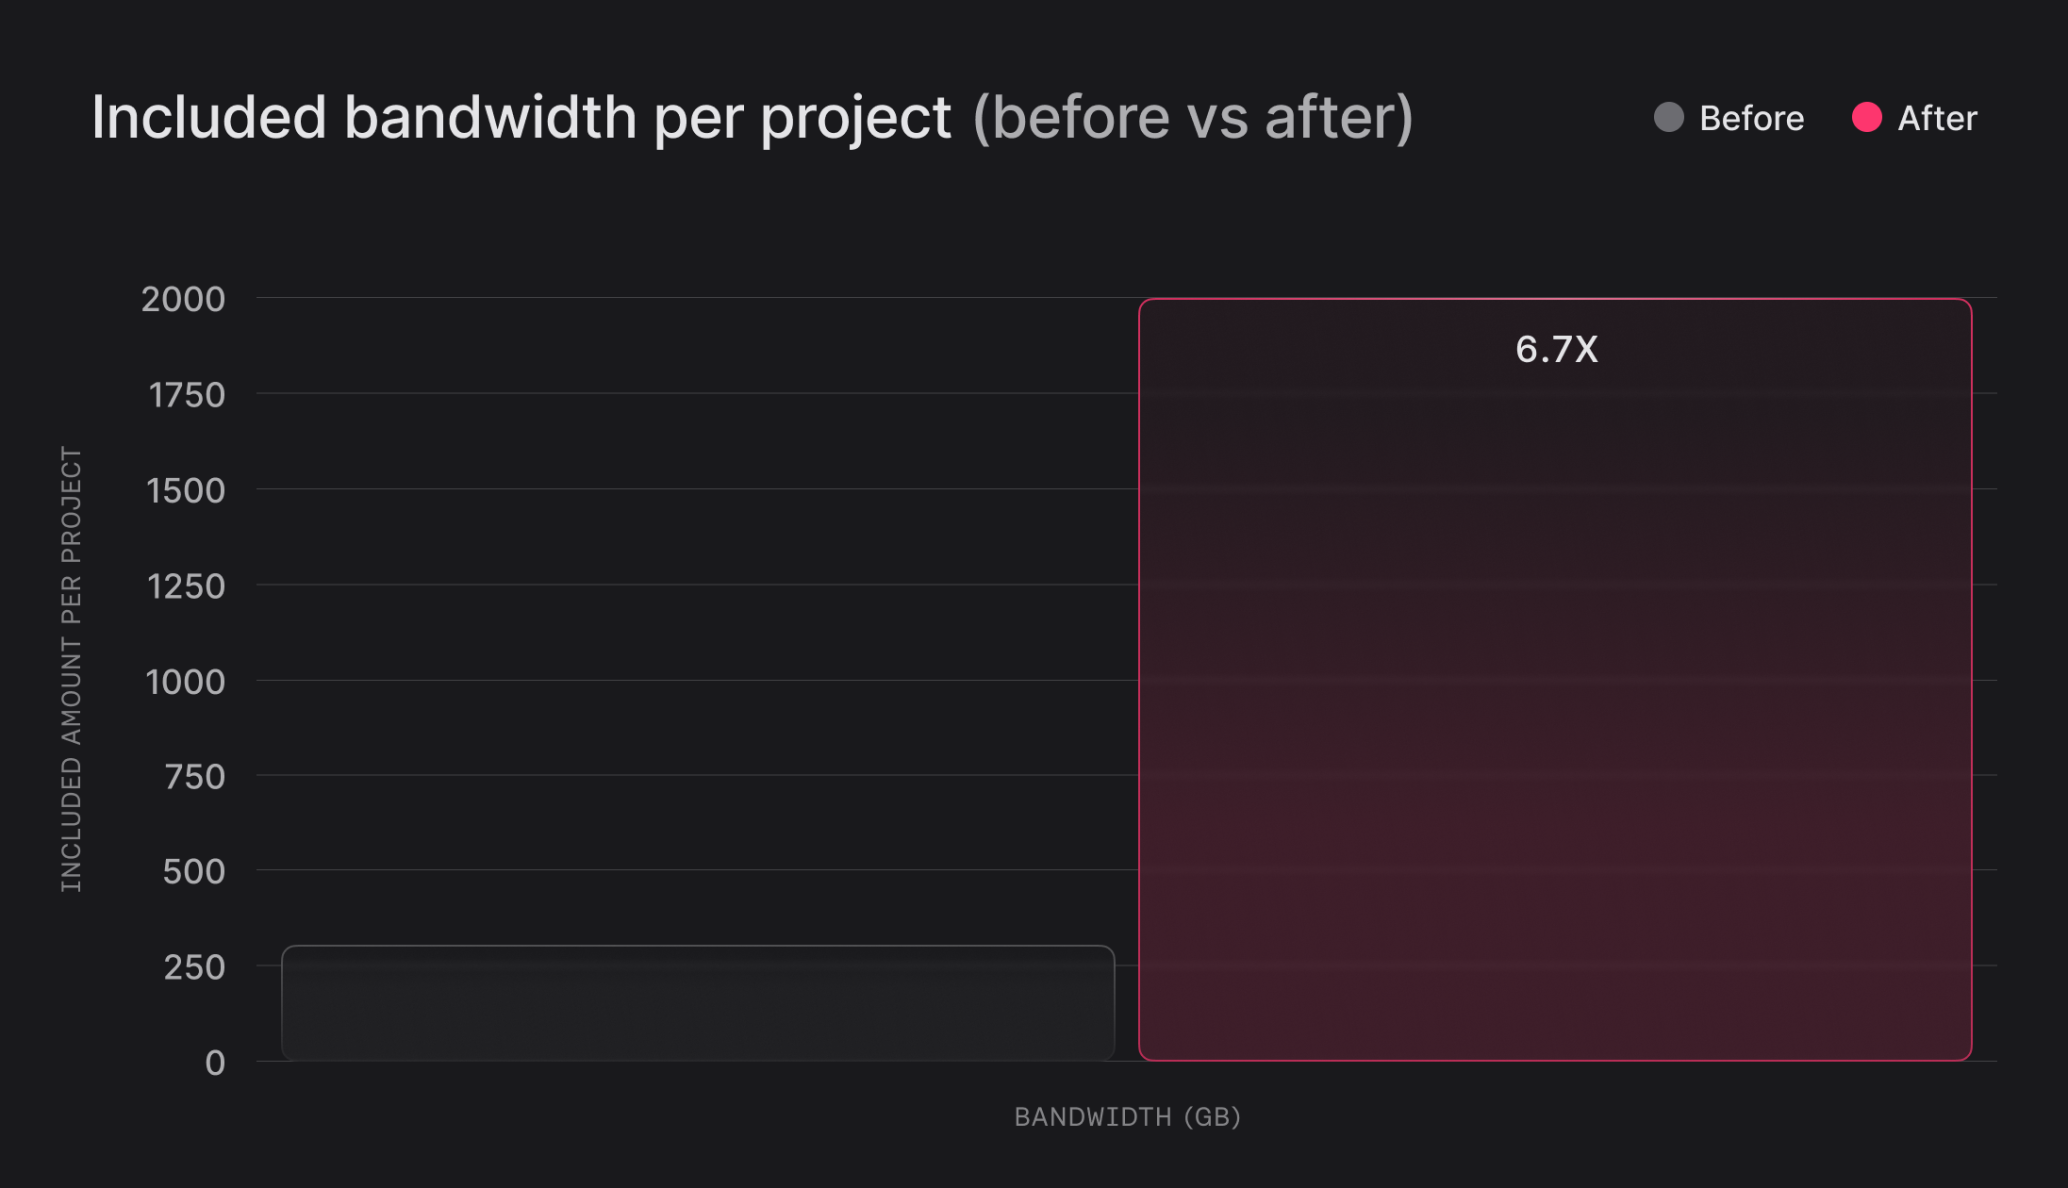 Included bandwidth per project (before vs after)
Before
After
2000
1750
1500
1250
1000
750
500
250
0
INCLUDED AMOUNT PER PROJECT
6.7X
BANDWIDTH (GB)